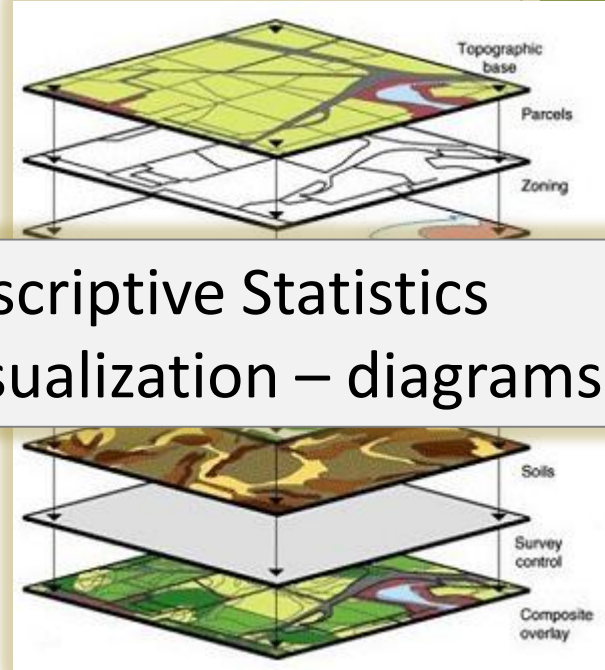 Topographic
base
Parcels
Zoning
scriptive Statistics
sualization – diagrams
Soils
Survey
control
Composite
overlay